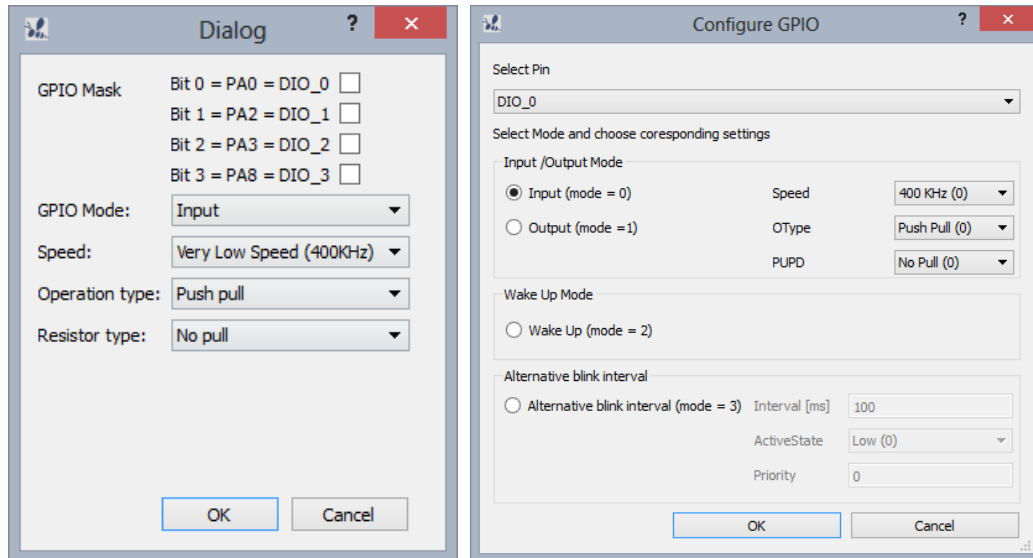 Dialog
?
×
GPIO Mask
Bit 0 = PA0 = DIO_0
Bit 1 = PA2 = DIO_1
Bit 2 = PA3 = DIO_2
Bit 3 = PA8 = DIO_3
GPIO Mode: Input
Speed: Very Low Speed (400KHz)
Operation type: Push pull
Resistor type: No pull
OK Cancel
Configure GPIO
?
×
Select Pin
DIO_0
Select Mode and choose coresponding settings
Input /Output Mode
Input (mode = 0) Speed 400 KHz (0)
Output (mode =1) OType Push Pull (0)
PUPD No Pull (0)
Wake Up Mode
Wake Up (mode = 2)
Alternative blink interval
Alternative blink interval (mode = 3) Interval [ms] 100
ActiveState Low (0)
Priority 0
OK Cancel